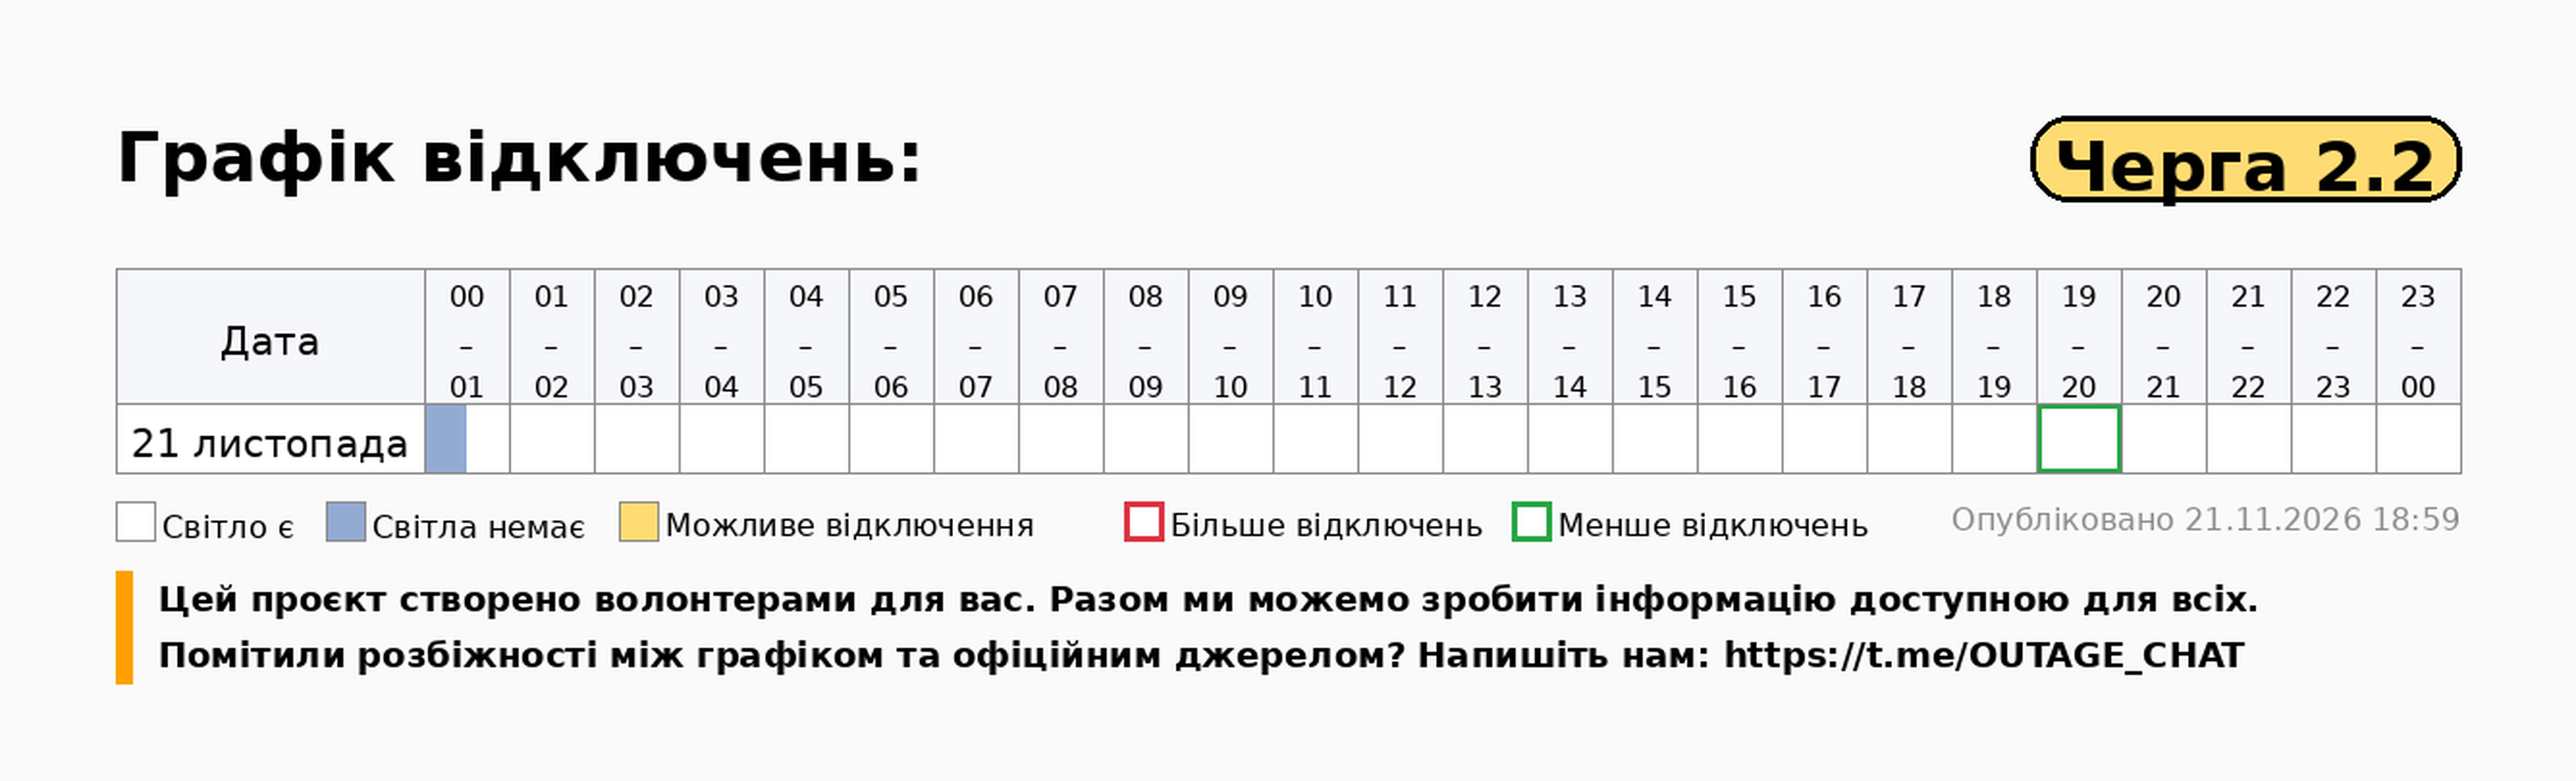 Графік відключень:
Черга 2.2
Дата
00 – 01
01 – 02
02 – 03
03 – 04
04 – 05
05 – 06
06 – 07
07 – 08
08 – 09
09 – 10
10 – 11
11 – 12
12 – 13
13 – 14
14 – 15
15 – 16
16 – 17
17 – 18
18 – 19
19 – 20
20 – 21
21 – 22
22 – 23
23 – 00
21 листопада
Світло є
Світла немає
Можливе відключення
Більше відключень
Менше відключень
Опубліковано 21.11.2026 18:59
Цей проєкт створено волонтерами для вас. Разом ми можемо зробити інформацію доступною для всіх.
Помітили розбіжності між графіком та офіційним джерелом? Напишіть нам: https://t.me/OUTAGE_CHAT